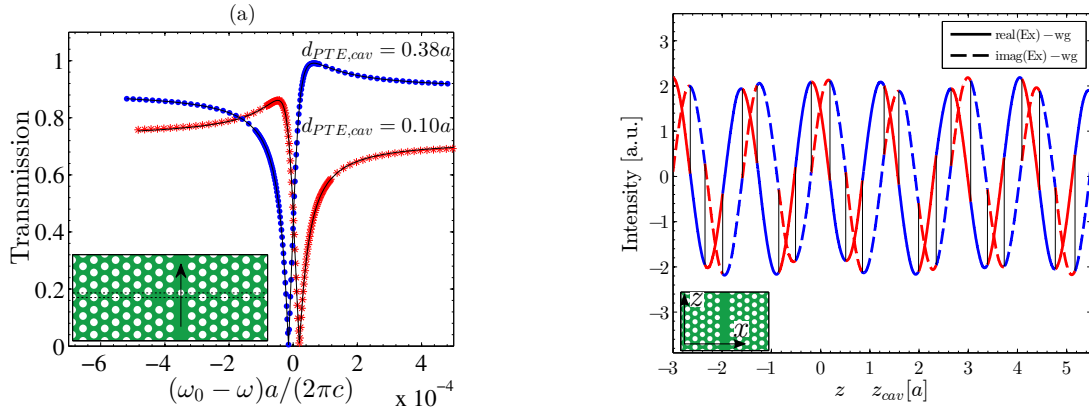 (a)
Transmission
1
0.8
0.6
0.4
0.2
0
d_{PTE,cav} = 0.38a
d_{PTE,cav} = 0.10a
−6 −4 −2 0 2 4
(ω₀ − ω)a/(2πc)
x 10⁻⁴
Intensity [a.u.]
3
2
1
0
−1
−2
−3
real(Ex) −wg
imag(Ex) −wg
z
x
−3 −2 −1 0 1 2 3 4 5
z z_{cav}[a]